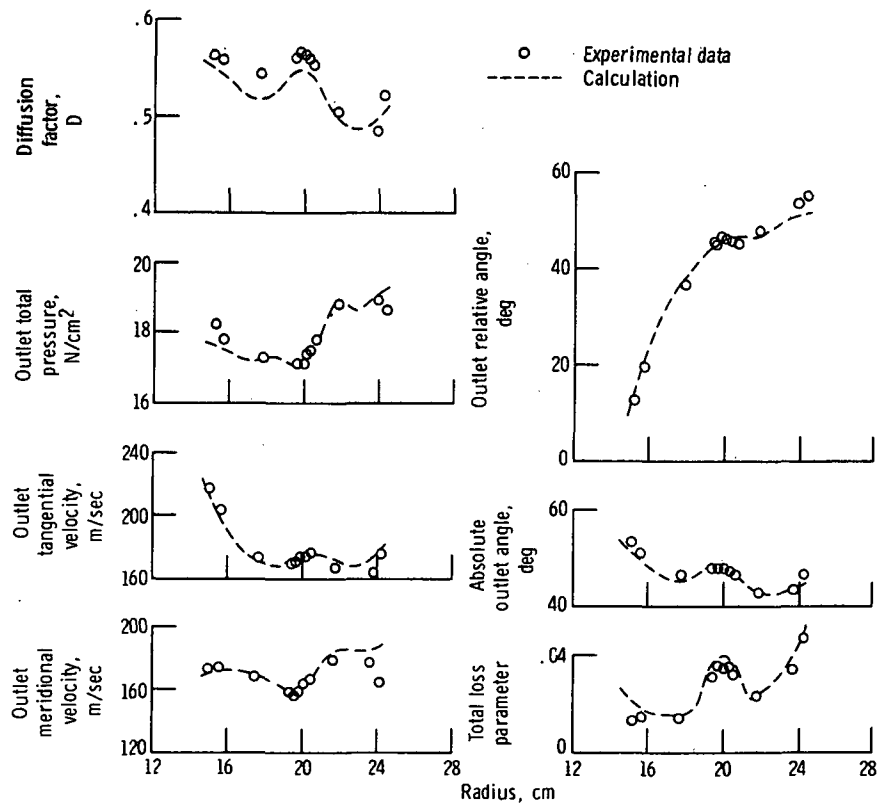 .6
.5
.4
Diffusion
factor,
D
Experimental data
Calculation
20
18
16
Outlet total
pressure,
N/cm2
240
200
160
Outlet
tangential
velocity,
m/sec
200
160
120
Outlet
meridional
velocity,
m/sec
12 16 20 24 28
60
40
20
0
Outlet relative angle,
deg
60
40
Absolute
outlet angle,
deg
.04
0
Total loss
parameter
12 16 20 24 28
Radius, cm